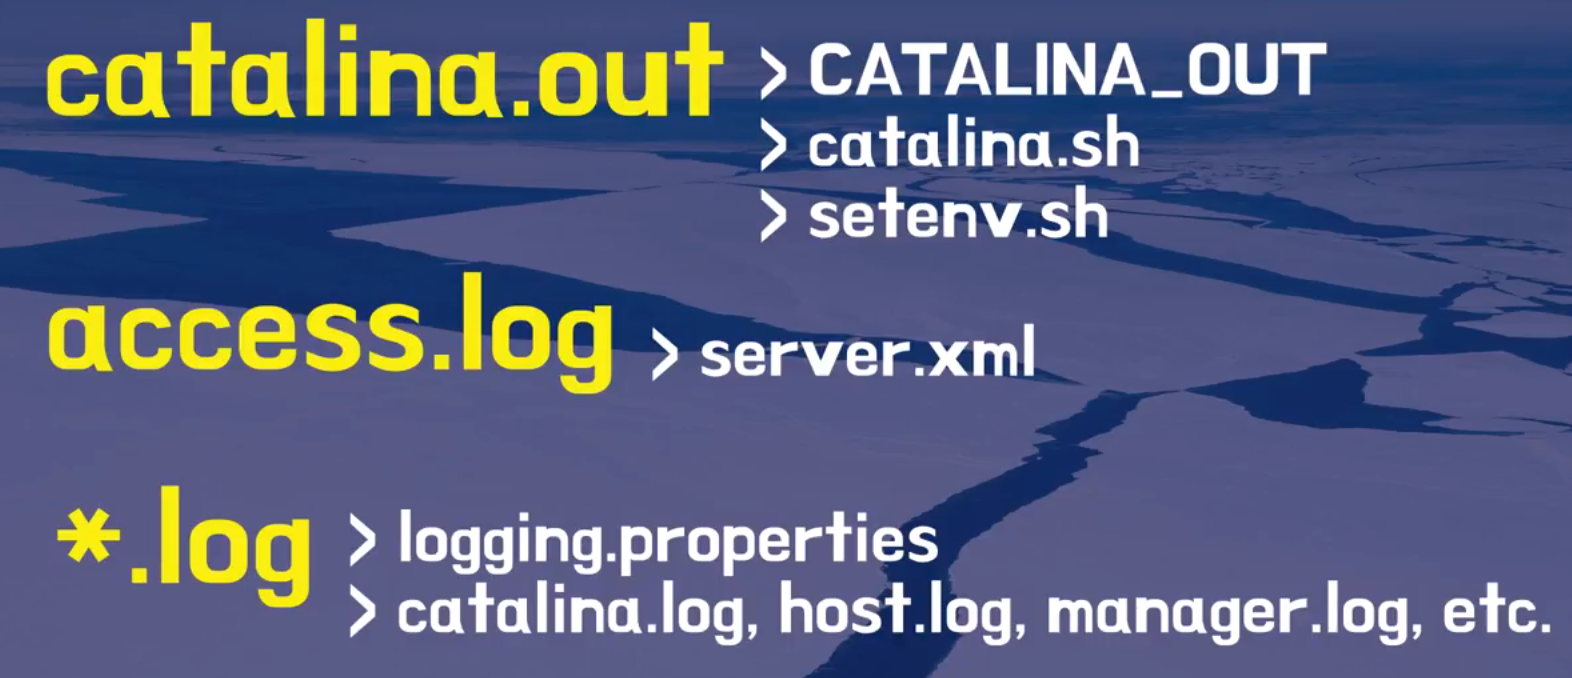 catalina.out > CATALINA_OUT
> catalina.sh
> setenv.sh
access.log > server.xml
*.log > logging.properties
> catalina.log, host.log, manager.log, etc.